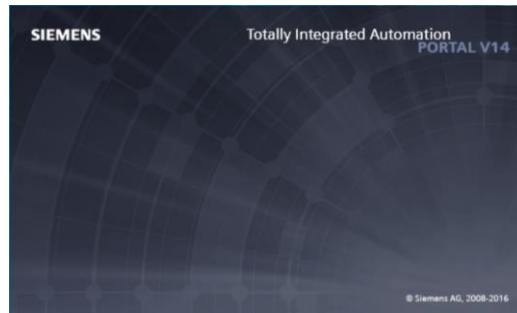 SIEMENS
Totally Integrated Automation
PORTAL V14
© Siemens AG, 2008-2016